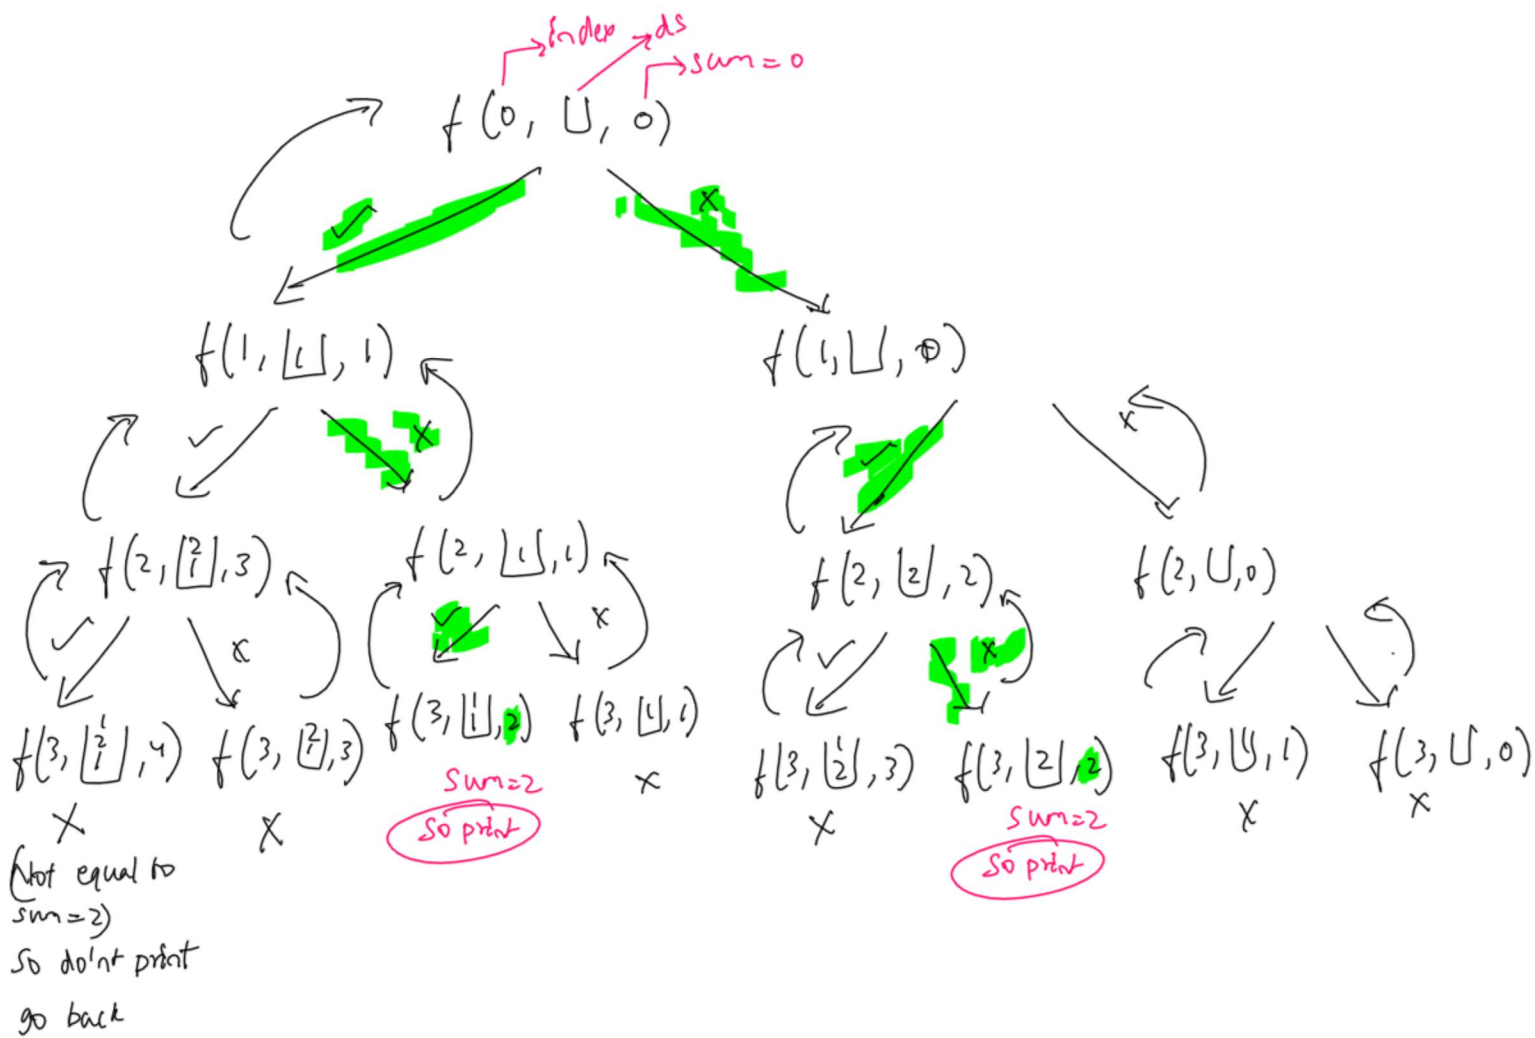 index
ds
sum = 0
f(0, [ ], 0)
✓ x
f(1, [1], 1) f(1, [ ], 0)
✓ x ✓ x
f(2, [2 1], 3) f(2, [1], 1) f(2, [2], 2) f(2, [ ], 0)
✓ x ✓ x ✓ x
f(3, [1 2 1], 4) f(3, [2 1], 3) f(3, [1 1], 2) f(3, [1], 1) f(3, [1 2], 3) f(3, [2], 2) f(3, [1], 1) f(3, [ ], 0)
x x x x x x
sum=2
so print
sum=2
so print
(Not equal to
sum=2)
so do'nt print
go back